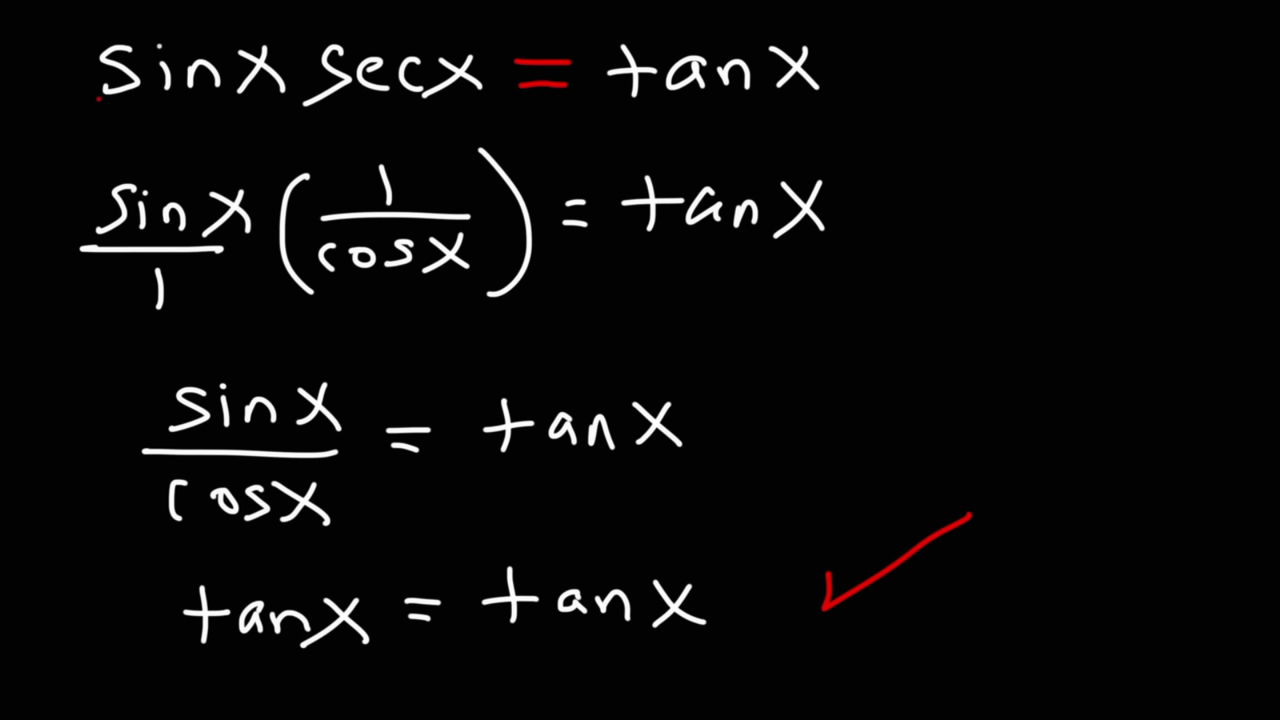 sinx secx = tanx
sinx/1 (1/cosx) = tanx
sinx/cosx = tanx
tanx = tanx ✓